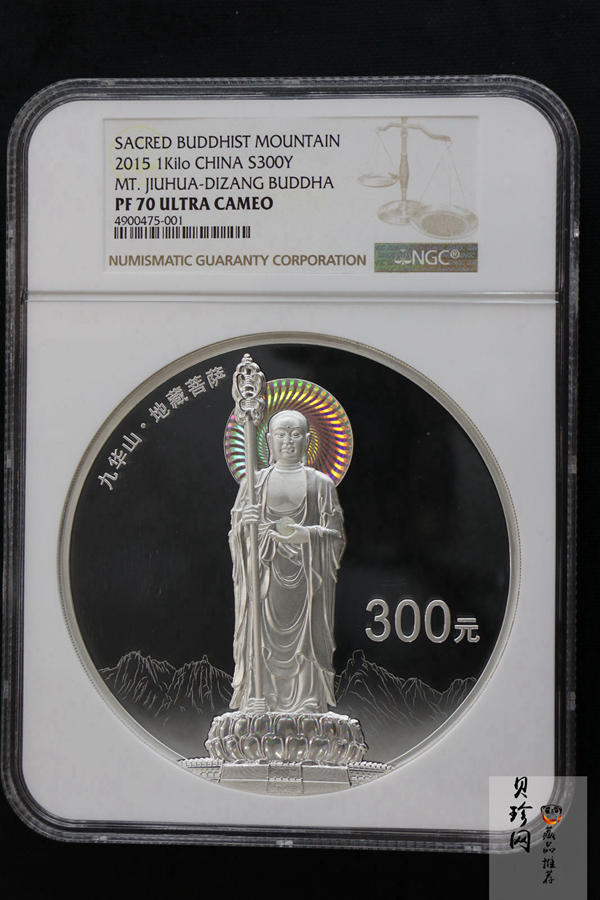 SACRED BUDDHIST MOUNTAIN
2015 1Kilo CHINA S300Y
MT. JIUHUA-DIZANG BUDDHA
PF 70 ULTRA CAMEO
4900475-001
NUMISMATIC GUARANTY CORPORATION
NGC®
九华山·地藏菩萨
300元
贝珍网
藏品推荐